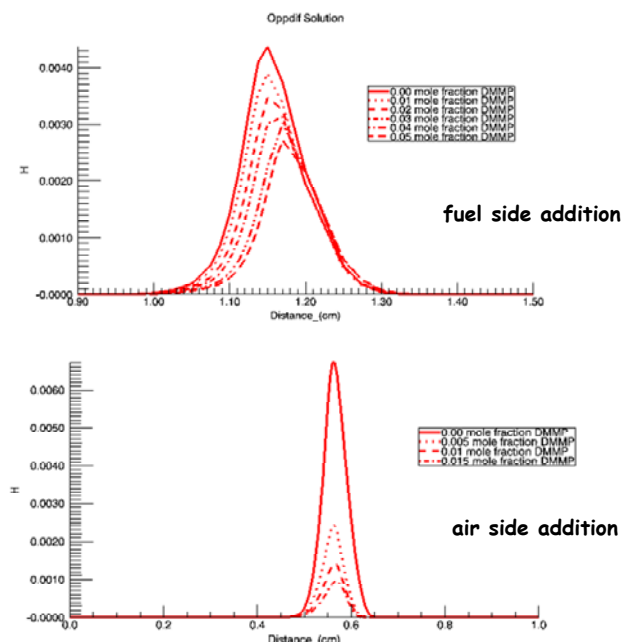 Oppdif Solution
0.0040
0.0030
0.0020
0.0010
-0.0000
H
0.00 mole fraction DMMP
0.01 mole fraction DMMP
0.02 mole fraction DMMP
0.03 mole fraction DMMP
0.04 mole fraction DMMP
0.05 mole fraction DMMP
fuel side addition
0.90 1.00 1.10 1.20 1.30 1.40 1.50
Distance_(cm)
0.0060
0.0050
0.0040
0.0030
0.0020
0.0010
-0.0000
H
0.00 mole fraction DMMP
0.005 mole fraction DMMP
0.01 mole fraction DMMP
0.015 mole fraction DMMP
air side addition
0.0 0.2 0.4 0.6 0.8 1.0
Distance_(cm)